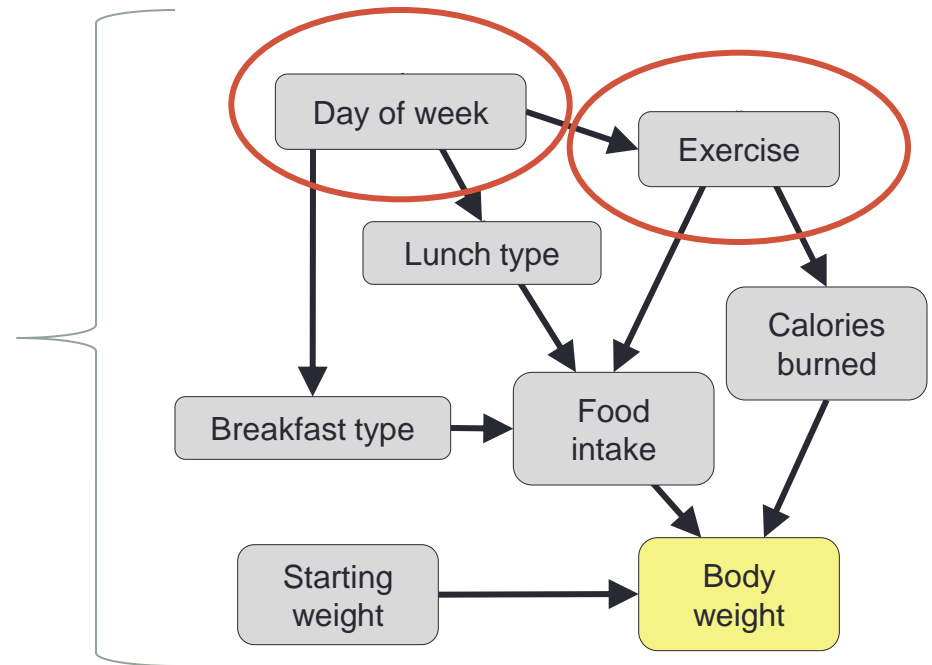 Day of week
Exercise
Lunch type
Calories
burned
Breakfast type
Food
intake
Starting
weight
Body
weight